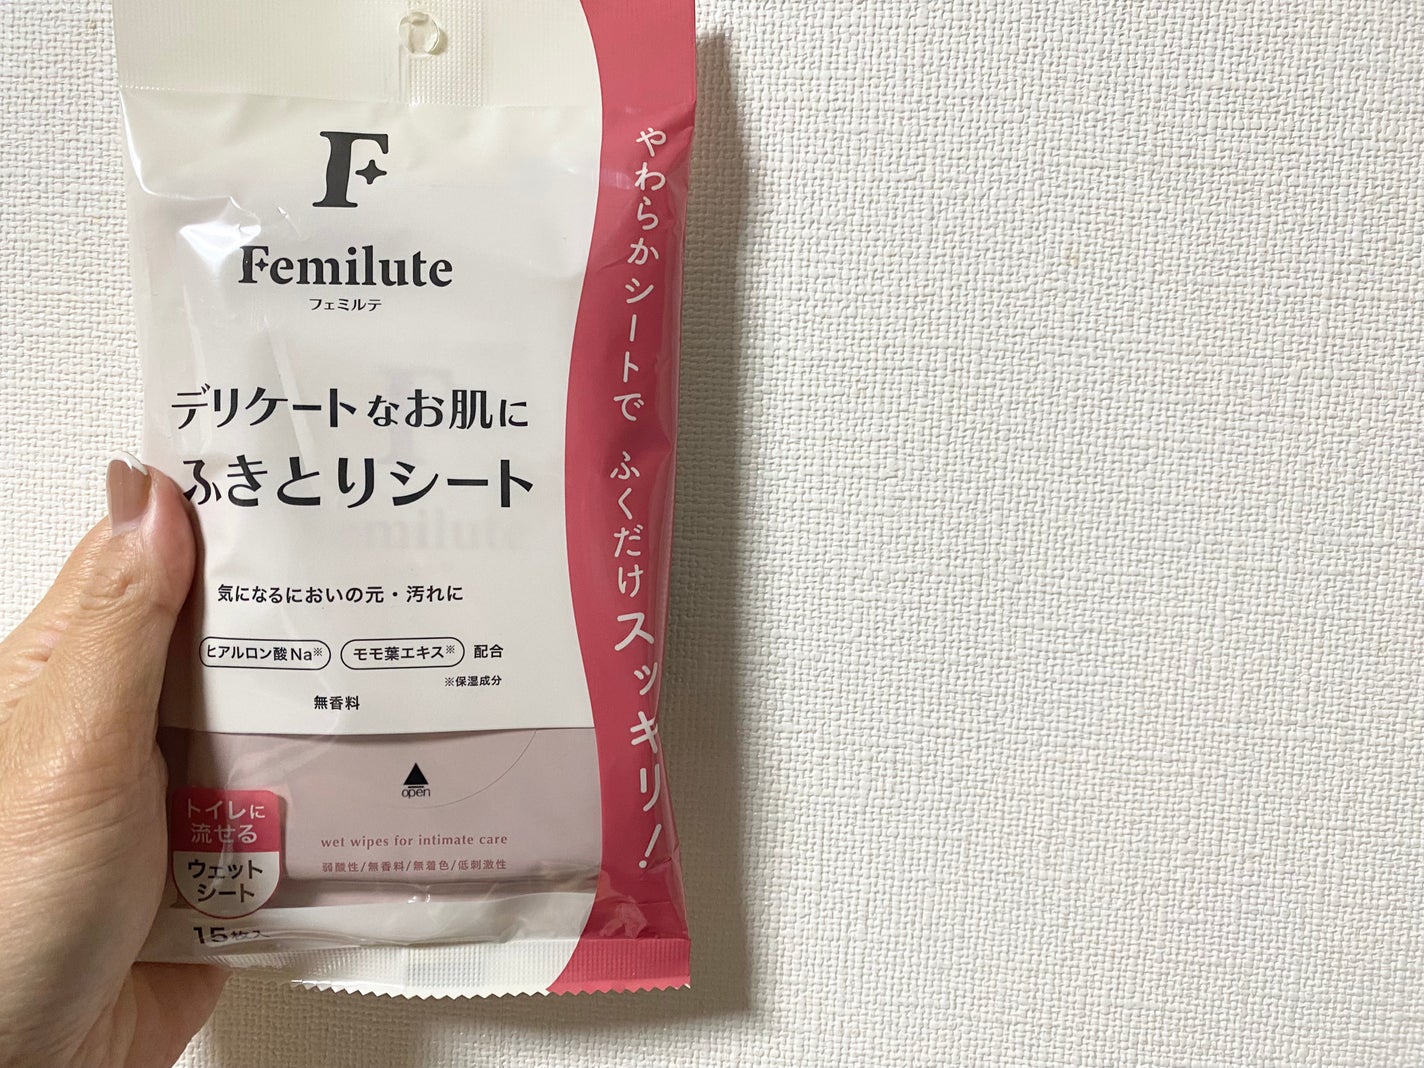 F
Femilute
フェミルテ
デリケートなお肌に
ふきとりシート
気になるにおいの元・汚れに
ヒアルロン酸Na※ モモ葉エキス※ 配合
※保湿成分
無香料
open
wet wipes for intimate care
弱酸性/無香料/無着色/低刺激性
トイレに
流せる
ウェット
シート
15枚入
やわらかシートで ふくだけスッキリ!